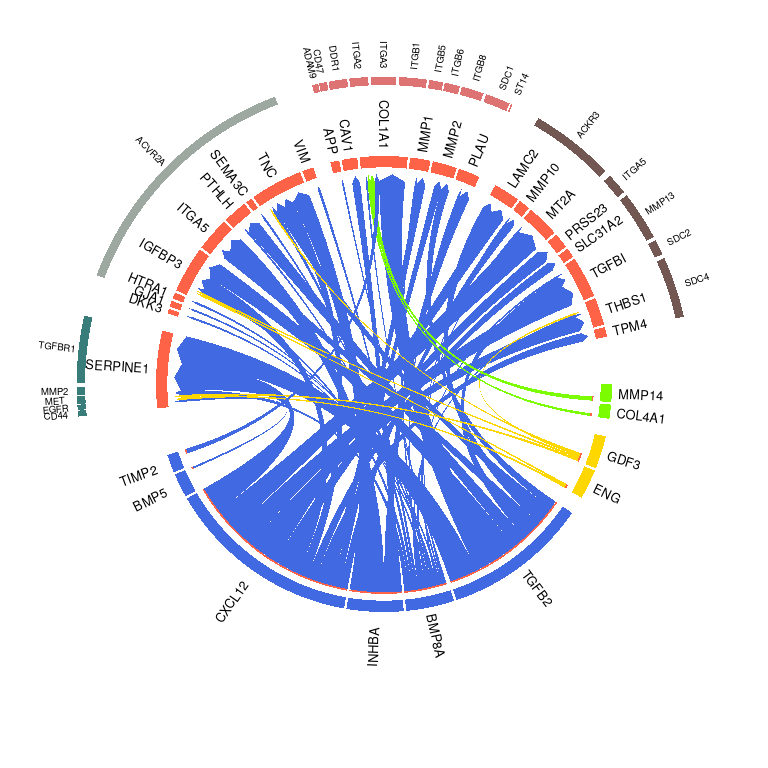 ADAM9
CD47
DDR1
ITGA2
ITGA3
ITGB1
ITGB5
ITGB6
ITGB8
SDC1
ST14
ACKR3
ITGA5
MMP13
SDC2
SDC4
ACVR2A
TGFBR1
MMP2
MET
EGFR
CD44
SERPINE1
DKK3
GJA1
HTRA1
IGFBP3
ITGA5
PTHLH
SEMA3C
TNC
VIM
APP
CAV1
COL1A1
MMP1
MMP2
PLAU
LAMC2
MMP10
MT2A
PRSS23
SLC31A2
TGFBI
THBS1
TPM4
MMP14
COL4A1
GDF3
ENG
TGFB2
BMP8A
INHBA
CXCL12
BMP5
TIMP2